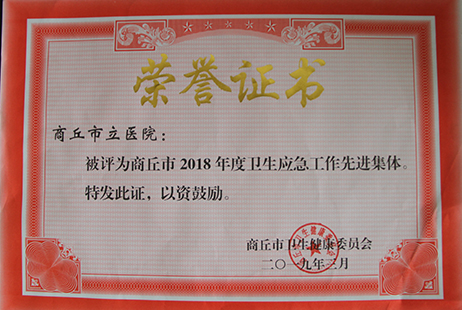 荣誉证书
商丘市立医院：
被评为商丘市2018年度卫生应急工作先进集体。
特发此证，以资鼓励。
商丘市卫生健康委员会
二〇一九年三月